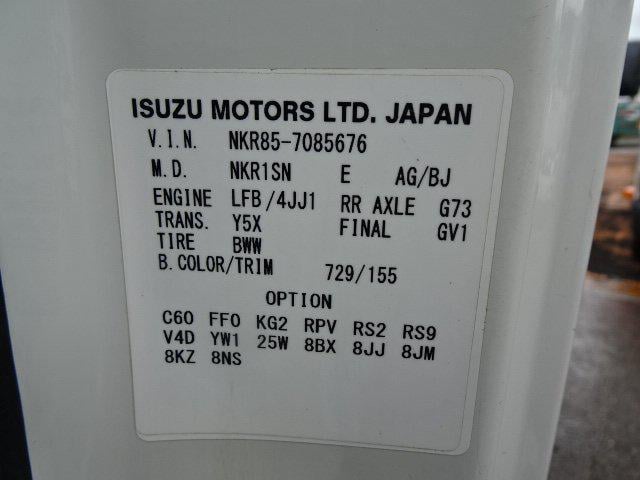 ISUZU MOTORS LTD. JAPAN
V.I.N. NKR85-7085676
M.D. NKR1SN E AG/BJ
ENGINE LFB/4JJ1 RR AXLE G73
TRANS. Y5X FINAL GV1
TIRE BWW
B.COLOR/TRIM 729/155
OPTION
C60 FF0 KG2 RPV RS2 RS9
V4D YW1 25W 8BX 8JJ 8JM
8KZ 8NS